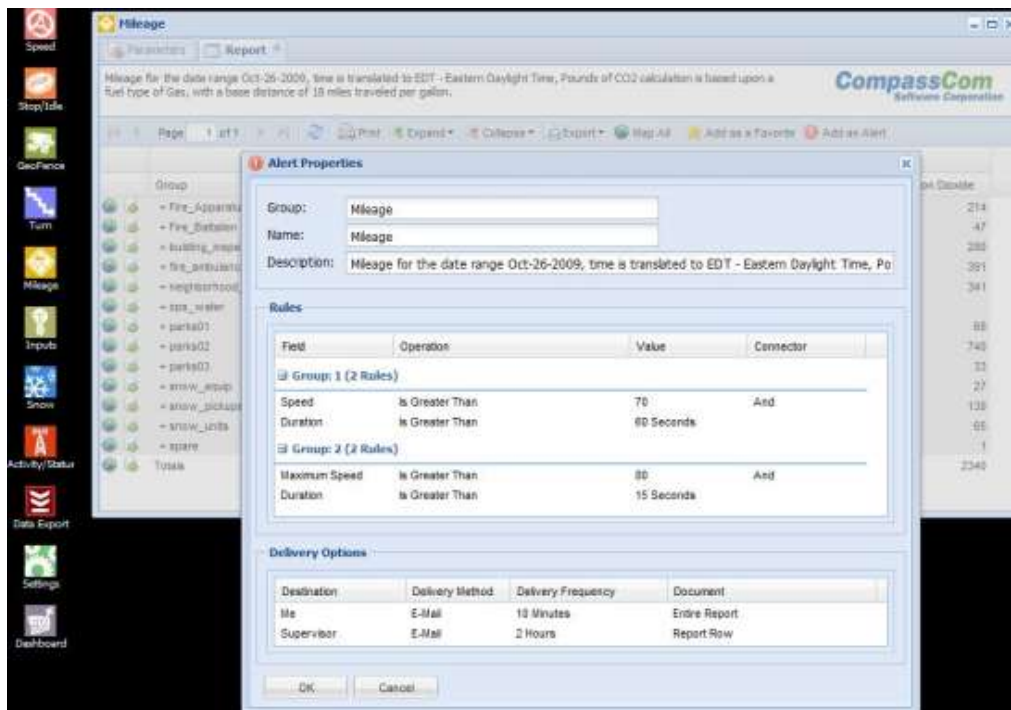 Speed
Stop/Idle
GeoFence
Turn
Mileage
Inputs
Snow
Activity/Status
Data Export
Settings
Dashboard
Mileage
Parameters
Report
Mileage for the date range Oct-26-2009, time is translated to EDT - Eastern Daylight Time, Pounds of CO2 calculation is based upon a
fuel type of Gas, with a base distance of 18 miles traveled per gallon.
CompassCom
Software Corporation
Page 1 of 1 Print Expand Collapse Export Map All Add as a Favorite Add as Alert
Group
+ Fire_Apparatu
+ Fire_Battalion
+ building_inspe
+ fire_ambulanc
+ neighborhood_
+ parks01
+ parks02
+ parks03
+ snow_equip
+ snow_pickups
+ snow_units
+ spare
Totals
on Dioxide
214
47
391
341
740
33
27
139
65
1
2340
Alert Properties
Group: Mileage
Name: Mileage
Description: Mileage for the date range Oct-26-2009, time is translated to EDT - Eastern Daylight Time, Po
Rules
Field Operation Value Connector
Group: 1 (2 Rules)
Speed Is Greater Than 70 And
Duration Is Greater Than 60 Seconds
Group: 2 (2 Rules)
Maximum Speed Is Greater Than 80 And
Duration Is Greater Than 15 Seconds
Delivery Options
Destination Delivery Method Delivery Frequency Document
Me E-Mail 10 Minutes Entire Report
Supervisor E-Mail 2 Hours Report Row
OK Cancel